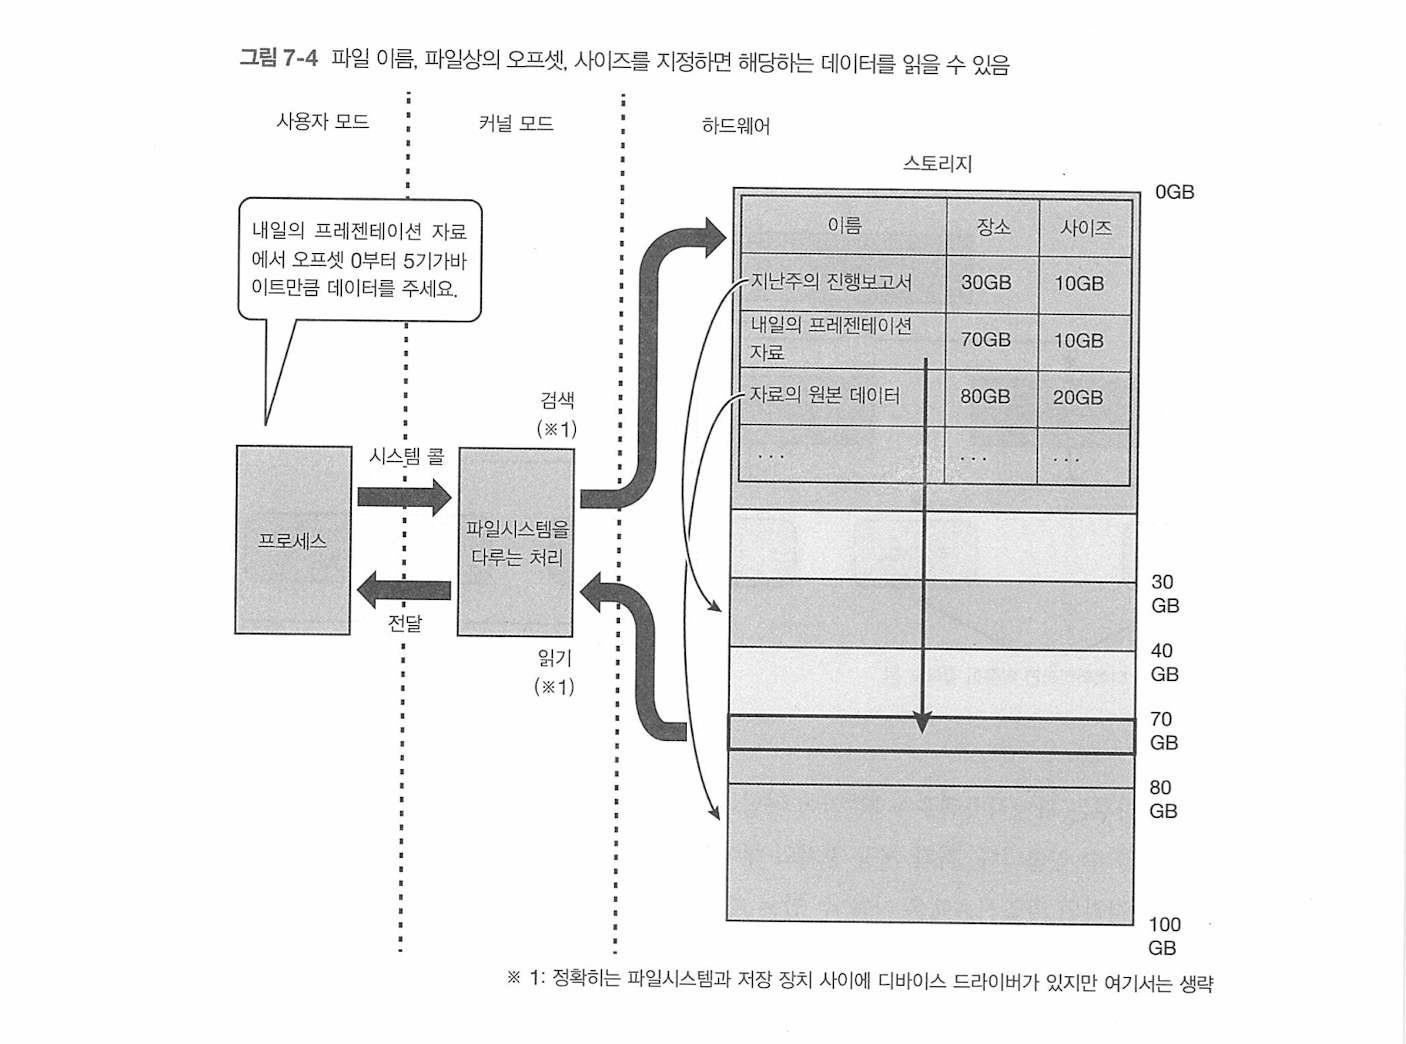 그림 7-4 파일 이름, 파일상의 오프셋, 사이즈를 지정하면 해당하는 데이터를 읽을 수 있음
사용자 모드
커널 모드
하드웨어
스토리지
0GB
내일의 프레젠테이션 자료
에서 오프셋 0부터 5기가바
이트만큼 데이터를 주세요.
이름 장소 사이즈
지난주의 진행보고서 30GB 10GB
내일의 프레젠테이션
자료 70GB 10GB
자료의 원본 데이터 80GB 20GB
... ... ...
검색
(※1)
시스템 콜
프로세스
파일시스템을
다루는 처리
전달
읽기
(※1)
30
GB
40
GB
70
GB
80
GB
100
GB
※ 1: 정확히는 파일시스템과 저장 장치 사이에 디바이스 드라이버가 있지만 여기서는 생략